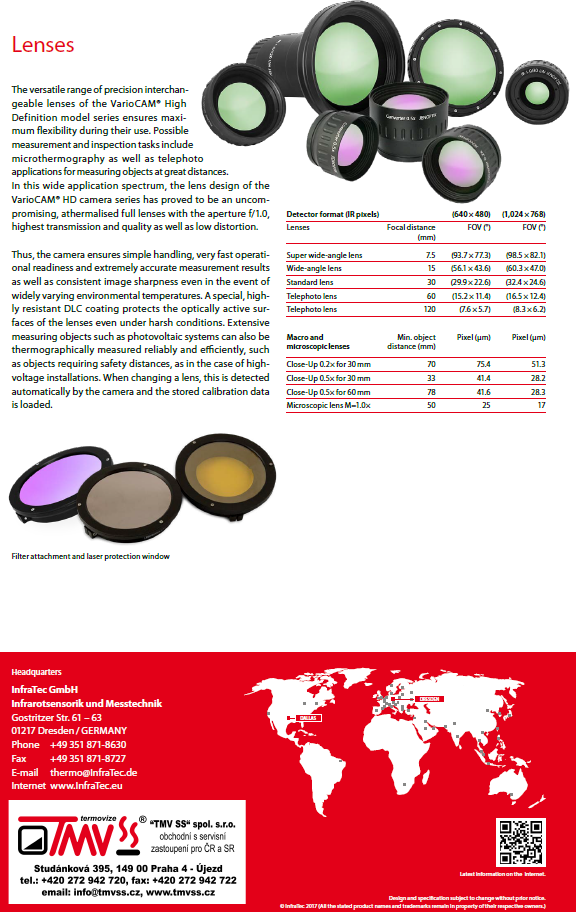 Lenses
The versatile range of precision interchan-
geable lenses of the VarioCAM® High
Definition model series ensures maxi-
mum flexibility during their use. Possible
measurement and inspection tasks include
microthermography as well as telephoto
applications for measuring objects at great distances.
In this wide application spectrum, the lens design of the
VarioCAM® HD camera series has proved to be an uncom-
promising, athermalised full lenses with the aperture f/1.0,
highest transmission and quality as well as low distortion.
Thus, the camera ensures simple handling, very fast operati-
onal readiness and extremely accurate measurement results
as well as consistent image sharpness even in the event of
widely varying environmental temperatures. A special, high-
ly resistant DLC coating protects the optically active sur-
faces of the lenses even under harsh conditions. Extensive
measuring objects such as photovoltaic systems can also be
thermographically measured reliably and efficiently, such
as objects requiring safety distances, as in the case of high-
voltage installations. When changing a lens, this is detected
automatically by the camera and the stored calibration data
is loaded.
Converter 0.5x JENOPTIK
Detector format (IR pixels) (640 × 480) (1,024 × 768)
Lenses Focal distance (mm) FOV (°) FOV (°)
Super wide-angle lens 7.5 (93.7 × 77.3) (98.5 × 82.1)
Wide-angle lens 15 (56.1 × 43.6) (60.3 × 47.0)
Standard lens 30 (29.9 × 22.6) (32.4 × 24.6)
Telephoto lens 60 (15.2 × 11.4) (16.5 × 12.4)
Telephoto lens 120 (7.6 × 5.7) (8.3 × 6.2)
Macro and Min. object Pixel (μm) Pixel (μm)
microscopic lenses distance (mm)
Close-Up 0.2× for 30 mm 70 75.4 51.3
Close-Up 0.5× for 30 mm 33 41.4 28.2
Close-Up 0.5× for 60 mm 78 41.6 28.3
Microscopic lens M=1.0× 50 25 17
Filter attachment and laser protection window
Headquarters
InfraTec GmbH
Infrarotsensorik und Messtechnik
Gostritzer Str. 61 – 63
01217 Dresden / GERMANY
Phone +49 351 871-8630
Fax +49 351 871-8727
E-mail thermo@InfraTec.de
Internet www.InfraTec.eu
DRESDEN
DALLAS
termovize
TMV SS®
"TMV SS" spol. s.r.o.
obchodní s servisní
zastoupení pro ČR a SR
Studánková 395, 149 00 Praha 4 - Újezd
tel.: +420 272 942 720, fax: +420 272 942 722
email: info@tmvss.cz, www.tmvss.cz
Latest information on the Internet.
Design and specification subject to change without prior notice.
© InfraTec 2017 (All the stated product names and trademarks remain in property of their respective owners.)